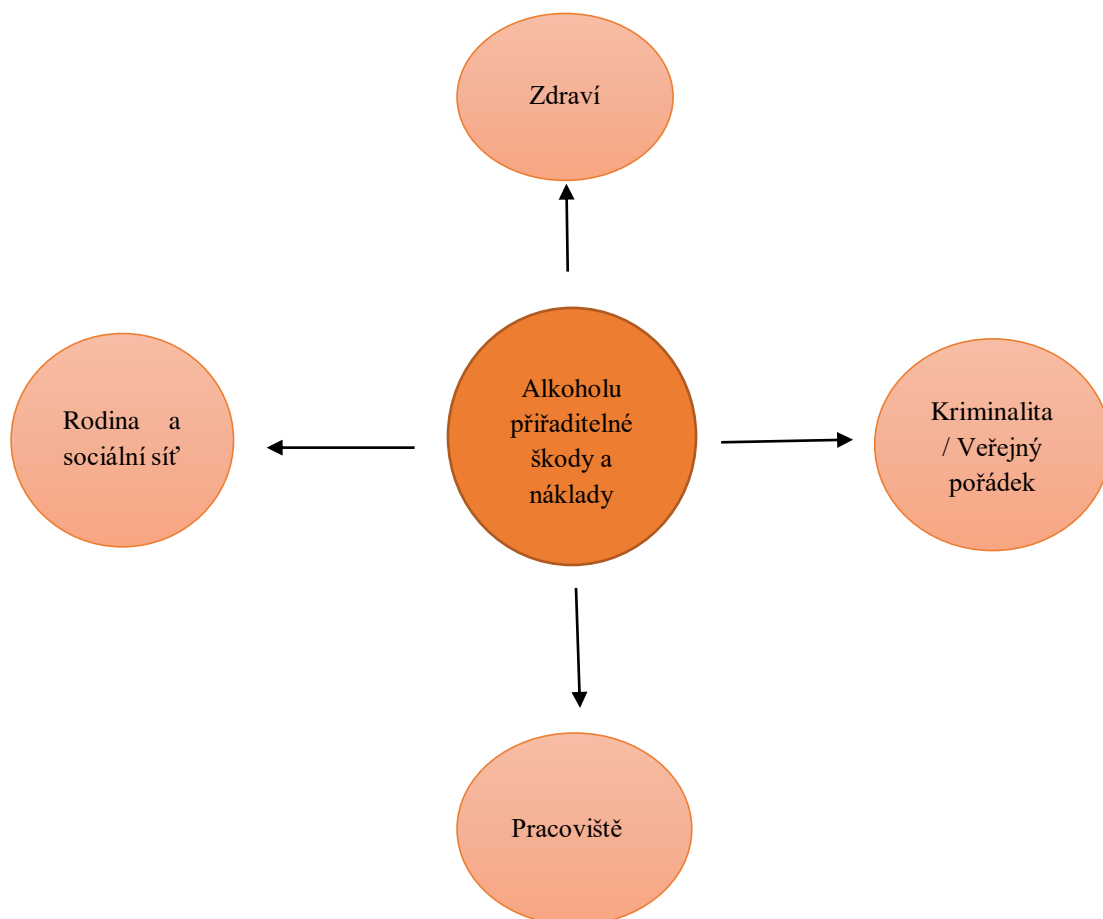 Zdraví
Rodina a
sociální síť
Alkoholu
přiřaditelné
škody a
náklady
Kriminalita
/ Veřejný
pořádek
Pracoviště